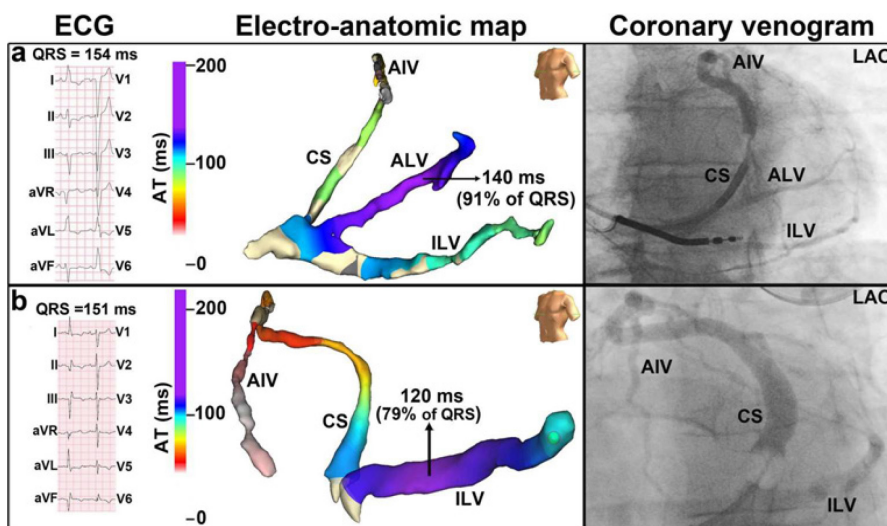 ECG Electro-anatomic map Coronary venogram
a QRS = 154 ms
I V1
II V2
III V3
aVR V4
aVL V5
aVF V6
AT (ms)
–200
–100
–0
AIV
CS
ALV
140 ms
(91% of QRS)
ILV
LAO
AIV
CS
ALV
ILV
b QRS =151 ms
I V1
II V2
III V3
aVR V4
aVL V5
aVF V6
AT (ms)
–200
–100
–0
AIV
CS
120 ms
(79% of QRS)
ILV
LAO
AIV
CS
ILV